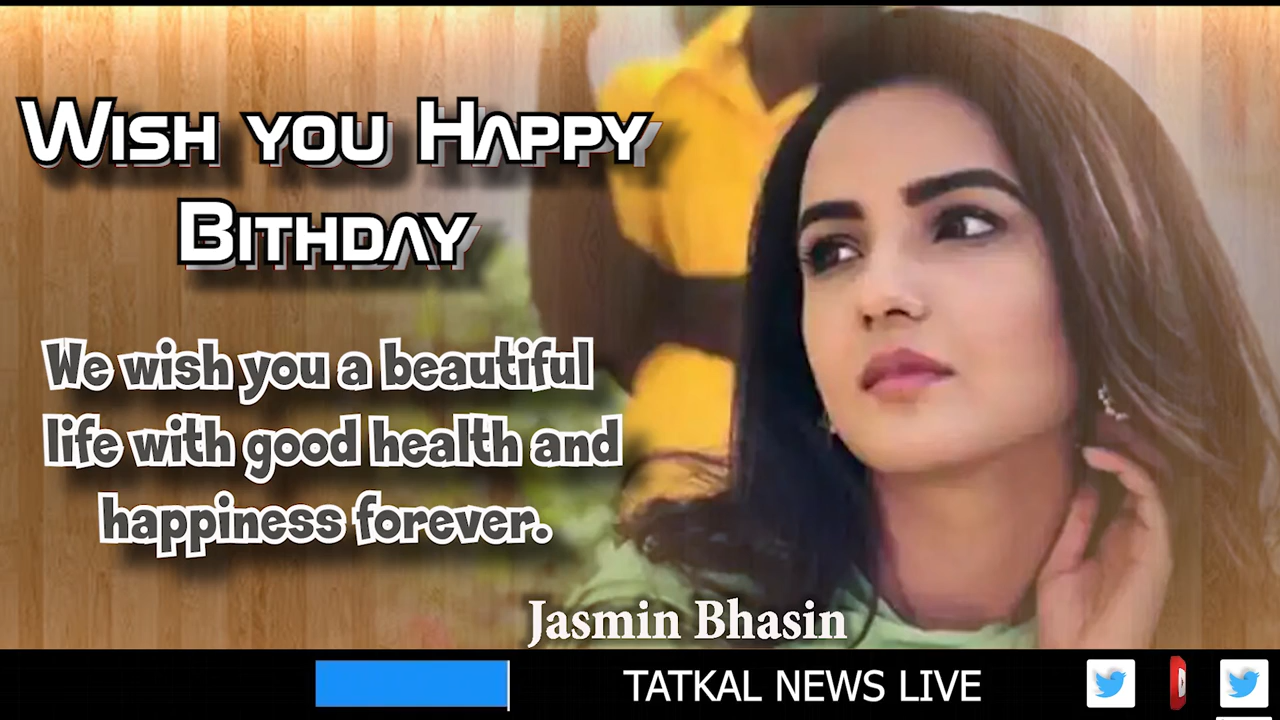 Wish you Happy
Bithday
We wish you a beautiful
life with good health and
happiness forever.
Jasmin Bhasin
TATKAL NEWS LIVE